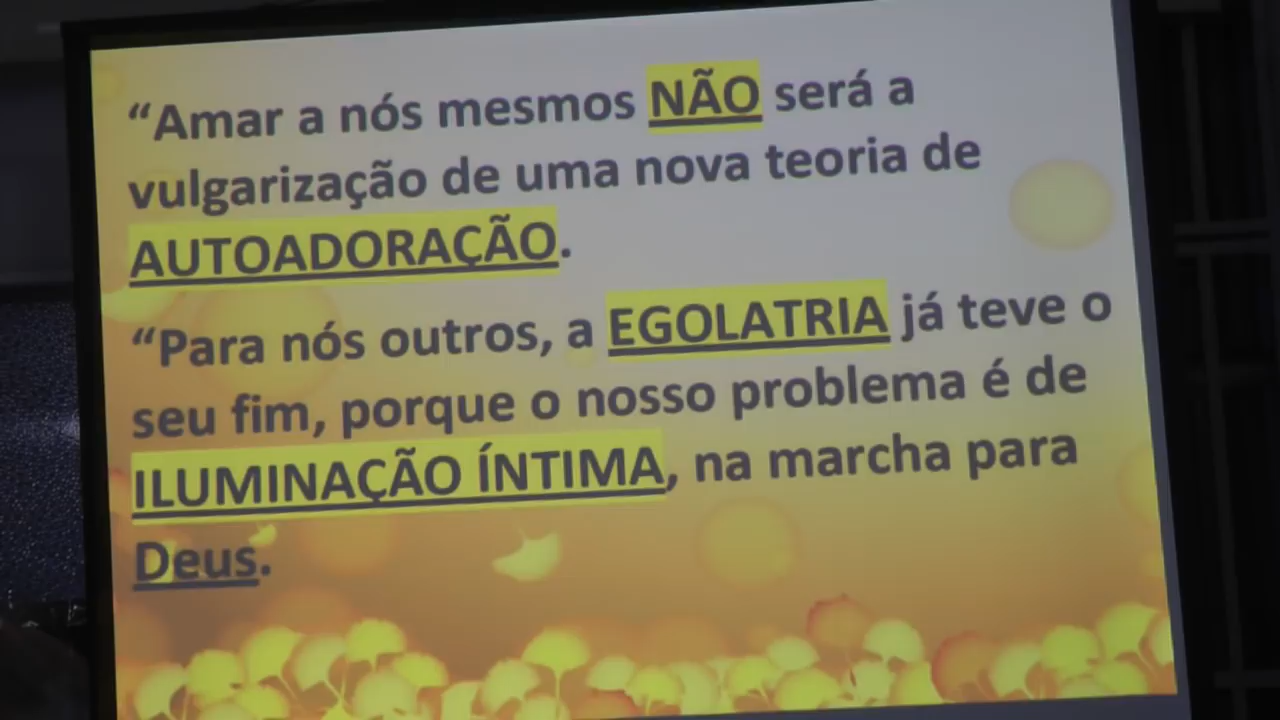 “Amar a nós mesmos NÃO será a
vulgarização de uma nova teoria de
AUTOADORAÇÃO.
“Para nós outros, a EGOLATRIA já teve o
seu fim, porque o nosso problema é de
ILUMINAÇÃO ÍNTIMA, na marcha para
Deus.